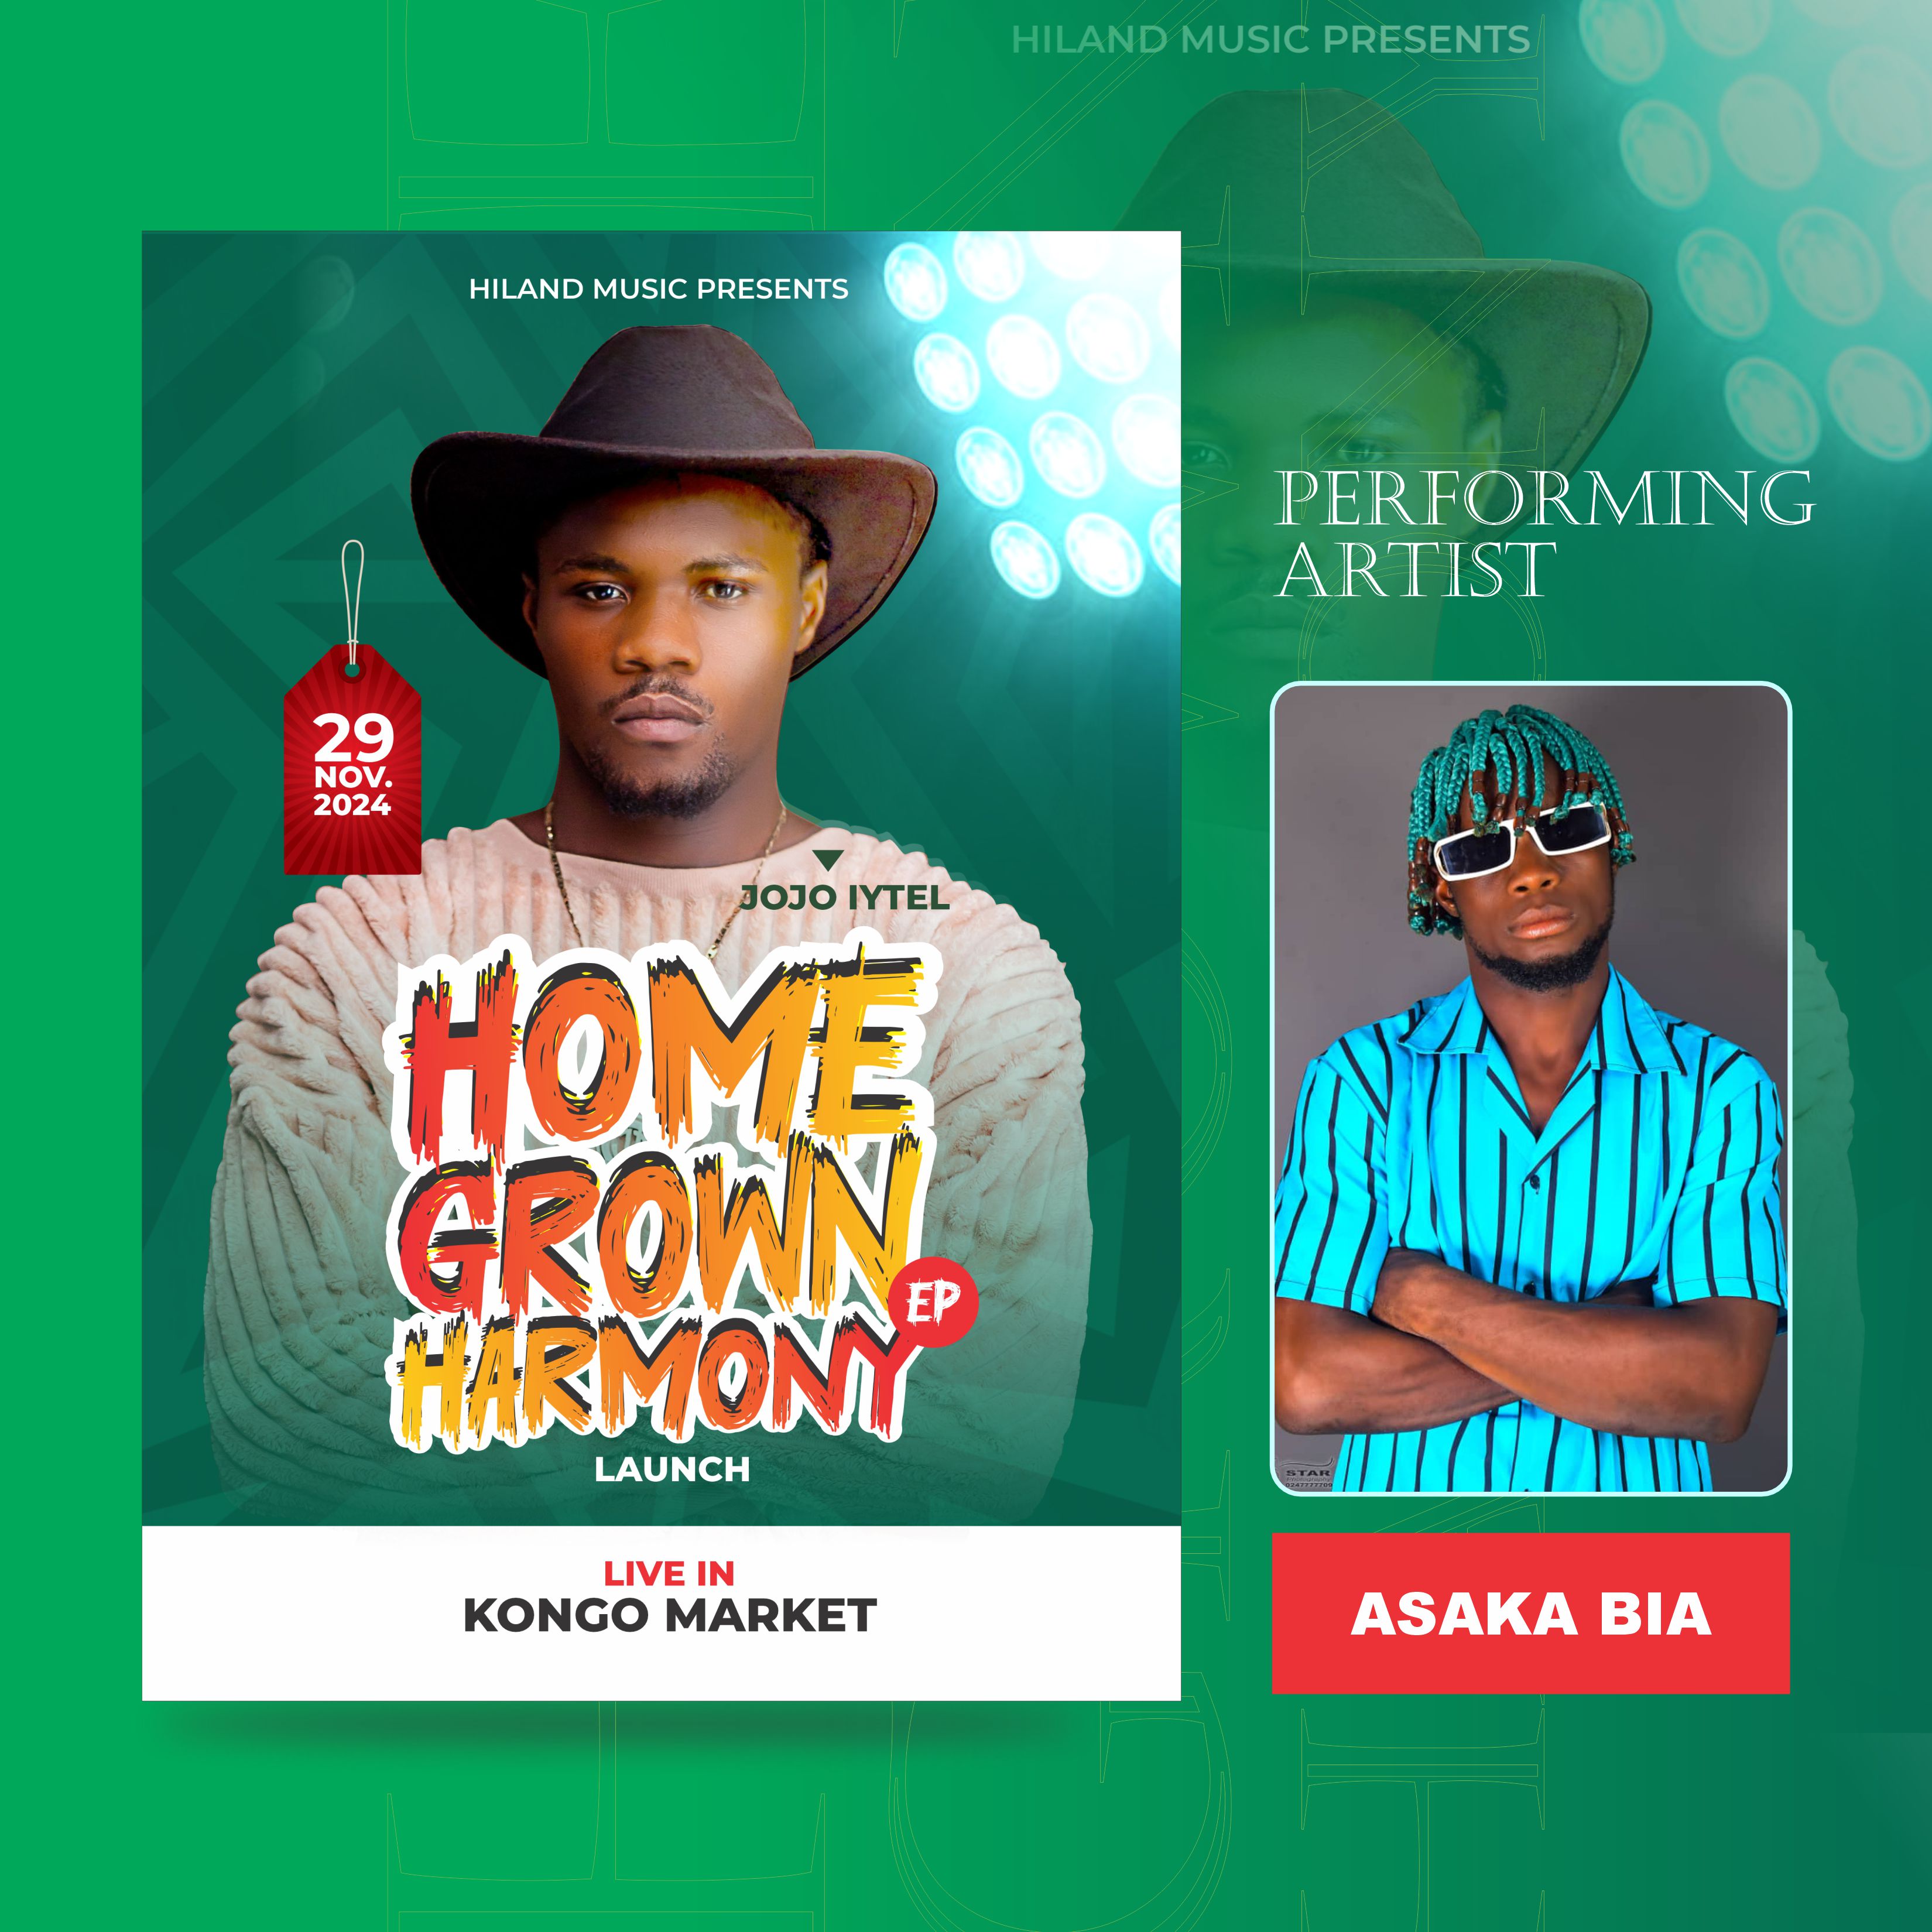 HILAND MUSIC PRESENTS
HILAND MUSIC PRESENTS
29
NOV.
2024
JOJO IYTEL
HOME
GROWN
HARMONY
EP
LAUNCH
LIVE IN
KONGO MARKET
PERFORMING
ARTIST
STAR
ASAKA BIA